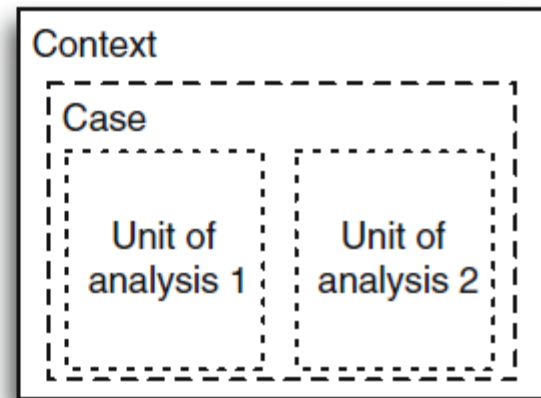 Context
Case
Unit of
analysis 1
Unit of
analysis 2